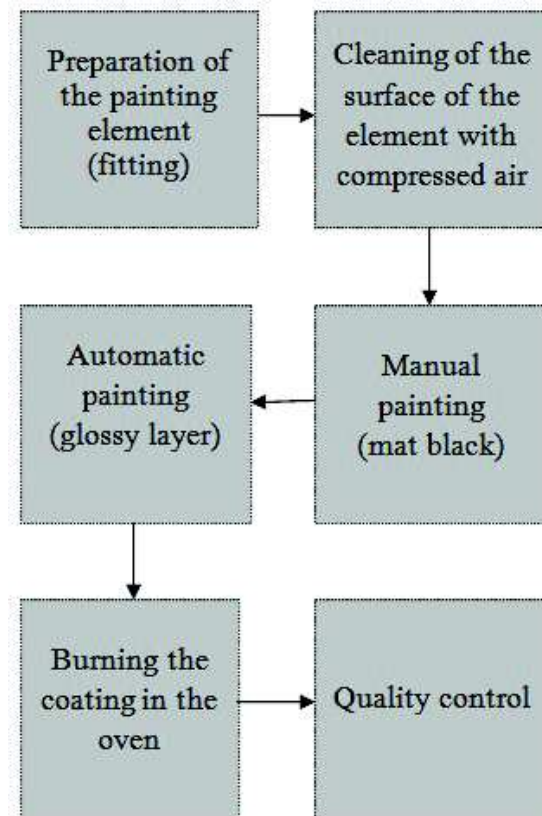 Preparation of
the painting
element
(fitting)
Cleaning of the
surface of the
element with
compressed air
Manual
painting
(mat black)
Automatic
painting
(glossy layer)
Burning the
coating in the
oven
Quality control